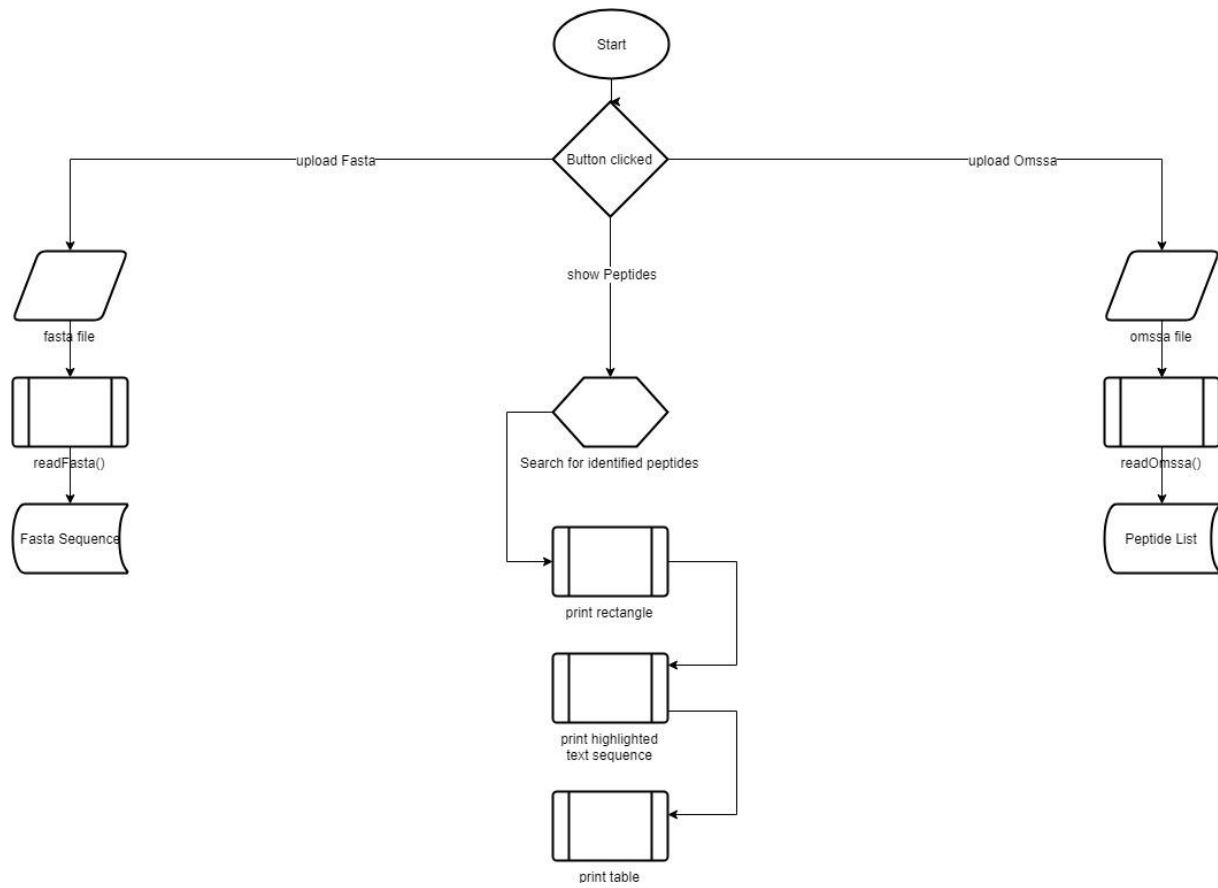 Start
Button clicked
upload Fasta
upload Omssa
show Peptides
fasta file
omssa file
readFasta()
Search for identified peptides
readOmssa()
Fasta Sequence
Peptide List
print rectangle
print highlighted
text sequence
print table